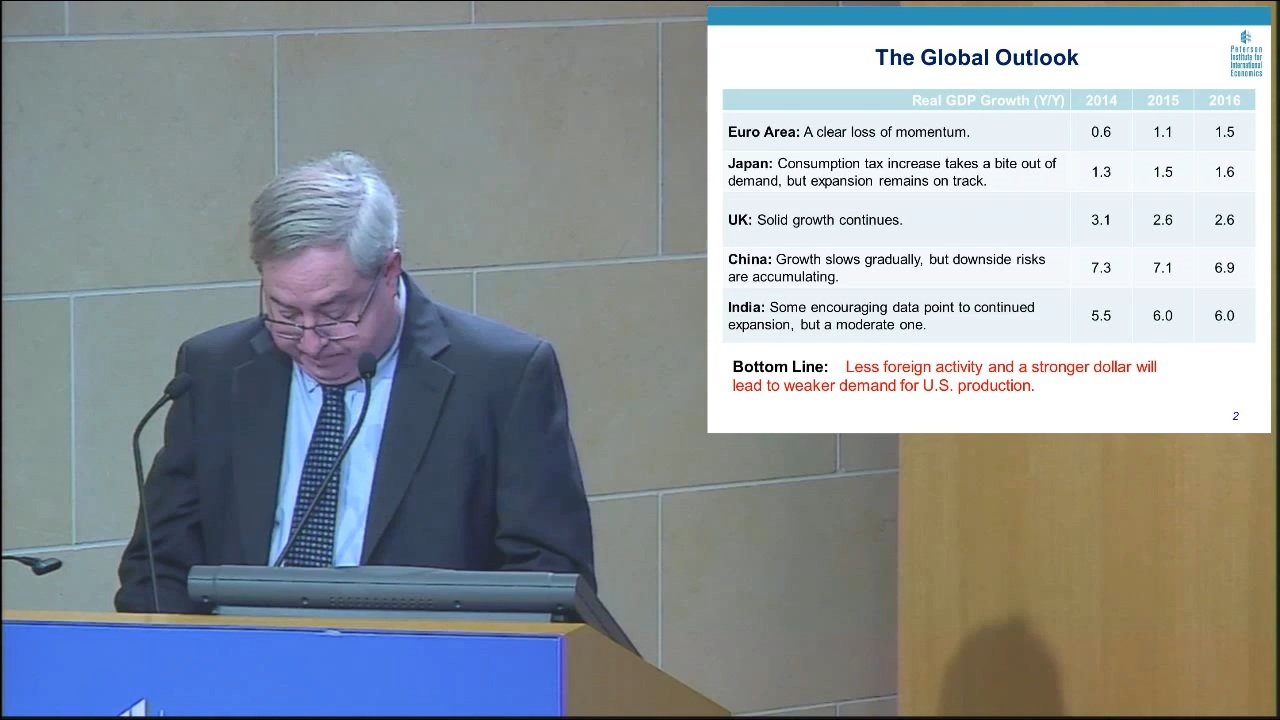 The Global Outlook
Peterson
Institute for
International
Economics
Real GDP Growth (Y/Y) 2014 2015 2016
Euro Area: A clear loss of momentum. 0.6 1.1 1.5
Japan: Consumption tax increase takes a bite out of
demand, but expansion remains on track. 1.3 1.5 1.6
UK: Solid growth continues. 3.1 2.6 2.6
China: Growth slows gradually, but downside risks
are accumulating. 7.3 7.1 6.9
India: Some encouraging data point to continued
expansion, but a moderate one. 5.5 6.0 6.0
Bottom Line: Less foreign activity and a stronger dollar will
lead to weaker demand for U.S. production.
2